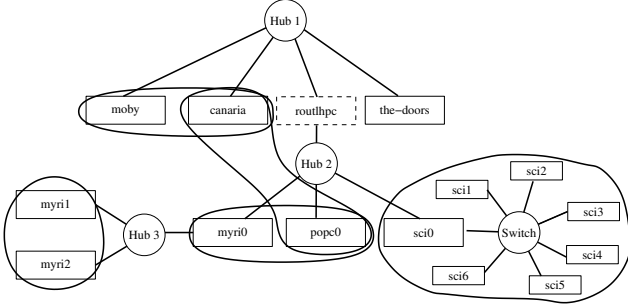 Hub 1
moby
canaria
routlhpc
the-doors
Hub 2
sci1
sci2
sci3
myri1
Hub 3
myri0
popc0
sci0
Switch
sci4
myri2
sci6
sci5